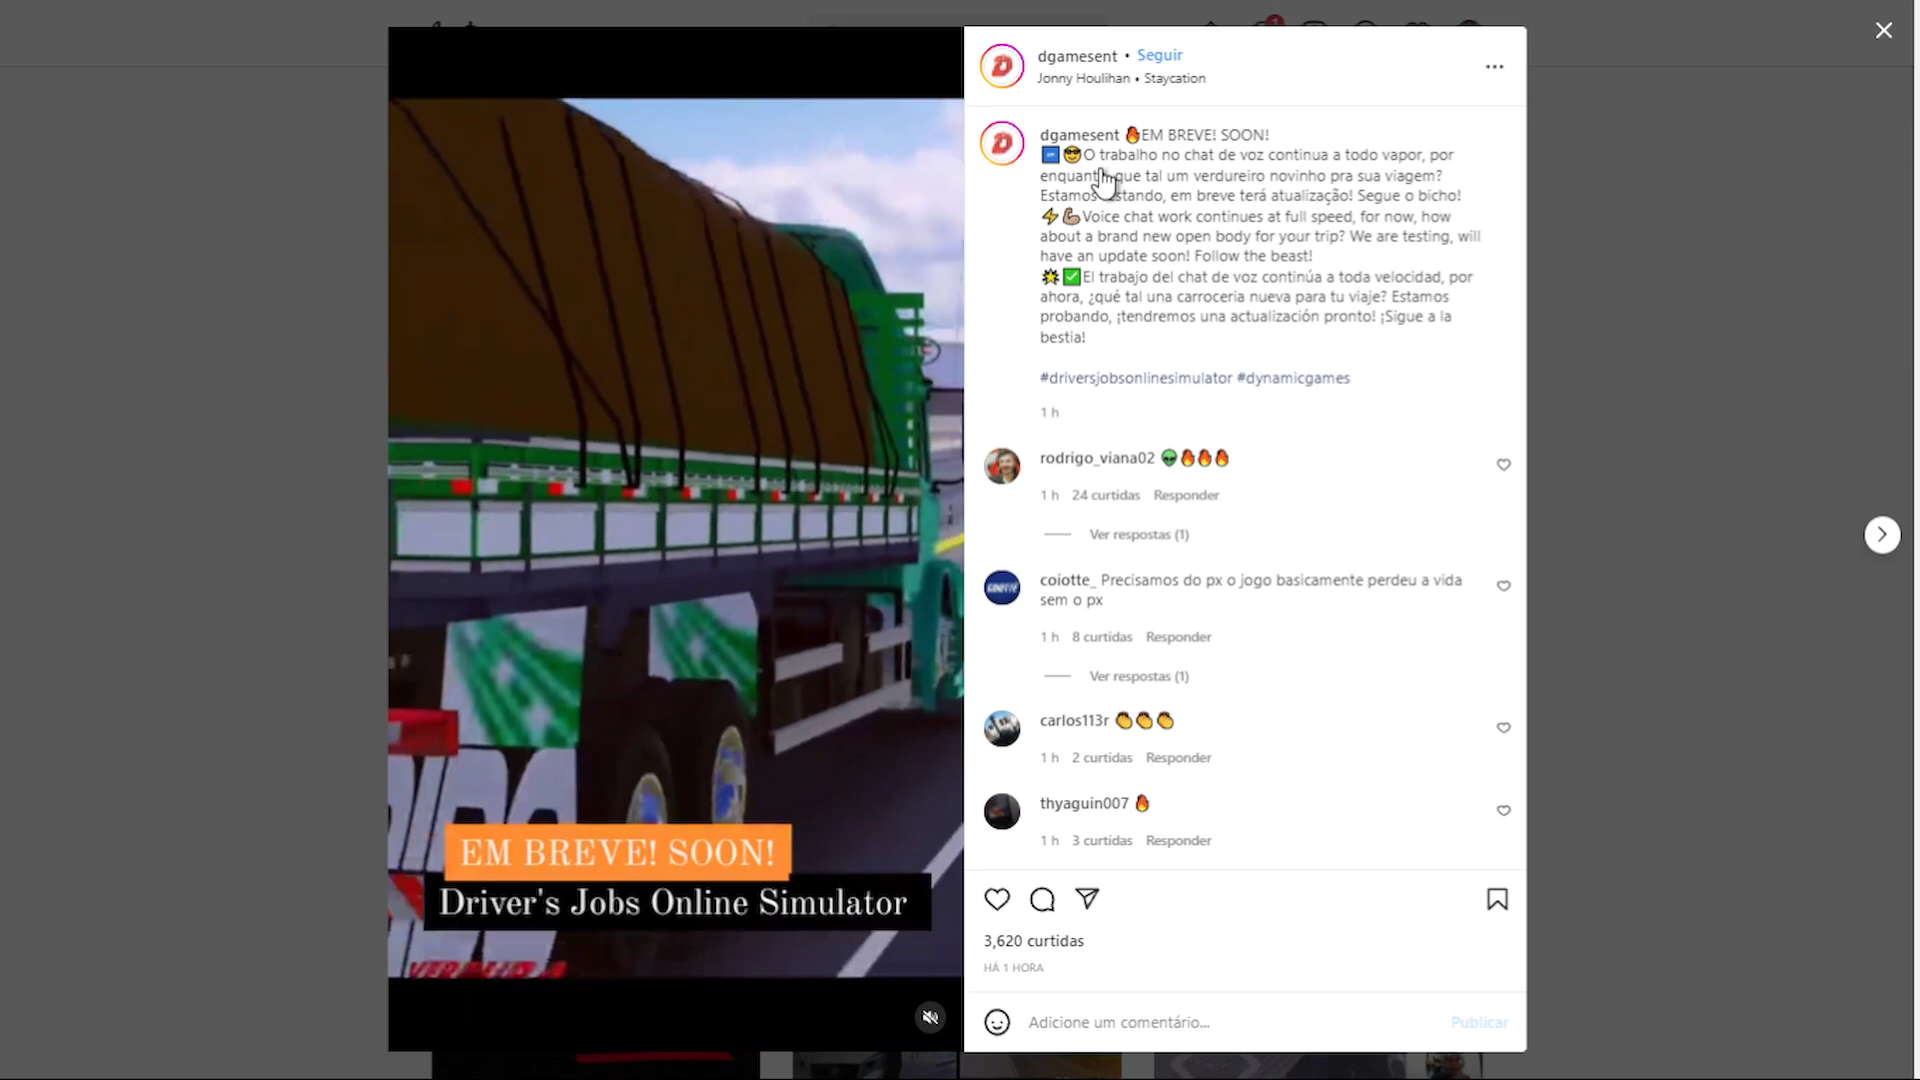 dgamesent • Seguir
Jonny Houlihan • Staycation
dgamesent 🔥EM BREVE! SOON!
😎O trabalho no chat de voz continua a todo vapor, por
que tal um verdureiro novinho pra sua viagem?
Estamos, em breve terá atualização! Segue o bicho!
⚡💪🏽Voice chat work continues at full speed, for now, how
about a brand new open body for your trip? We are testing, will
have an update soon! Follow the beast!
🌟✅El trabajo del chat de voz continúa a toda velocidad, por
ahora, ¿qué tal una carroceria nueva para tu viaje? Estamos
probando, ¡tendremos una actualización pronto! ¡Sigue a la
bestia!
#driversjobsonlinesimulator #dynamicgames
1 h
rodrigo_viana02 👽🔥🔥🔥
1 h 24 curtidas Responder
Ver respostas (1)
coiotte_ Precisamos do px o jogo basicamente perdeu a vida
sem o px
1 h 8 curtidas Responder
Ver respostas (1)
carlos113r 👏👏👏
1 h 2 curtidas Responder
thyaguin007 🔥
1 h 3 curtidas Responder
3,620 curtidas
HÁ 1 HORA
Adicione um comentário...
Publicar
EM BREVE! SOON!
Driver's Jobs Online Simulator